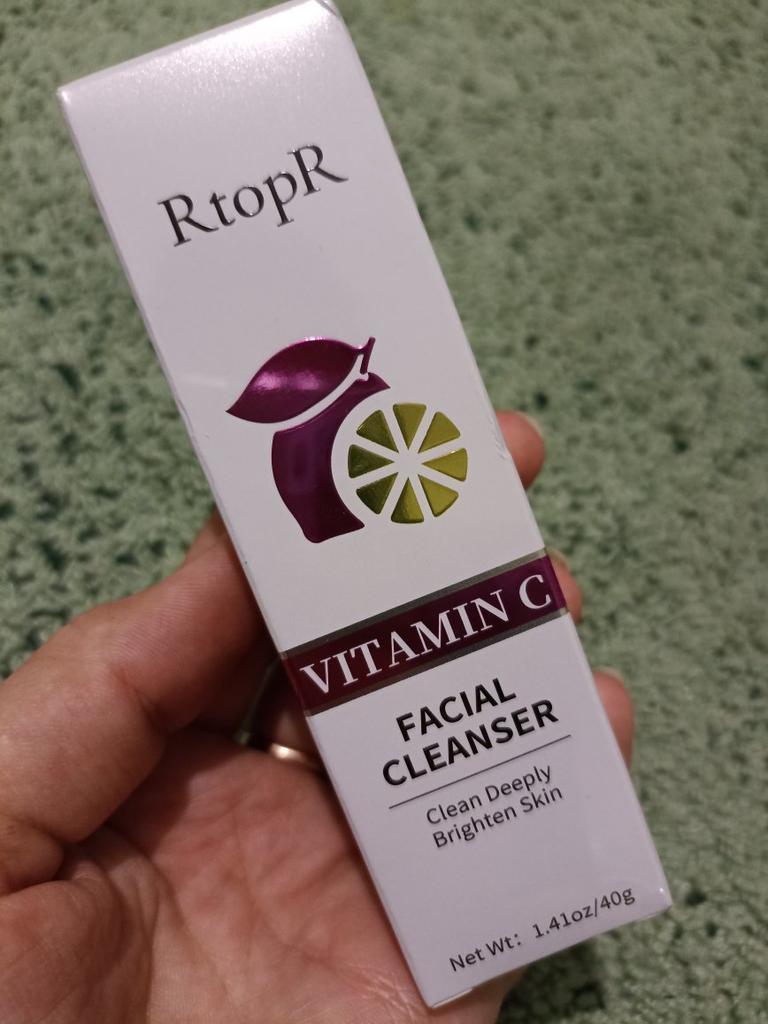 RtopR
VITAMIN C
FACIAL
CLEANSER
Clean Deeply
Brighten Skin
Net Wt: 1.41oz/40g